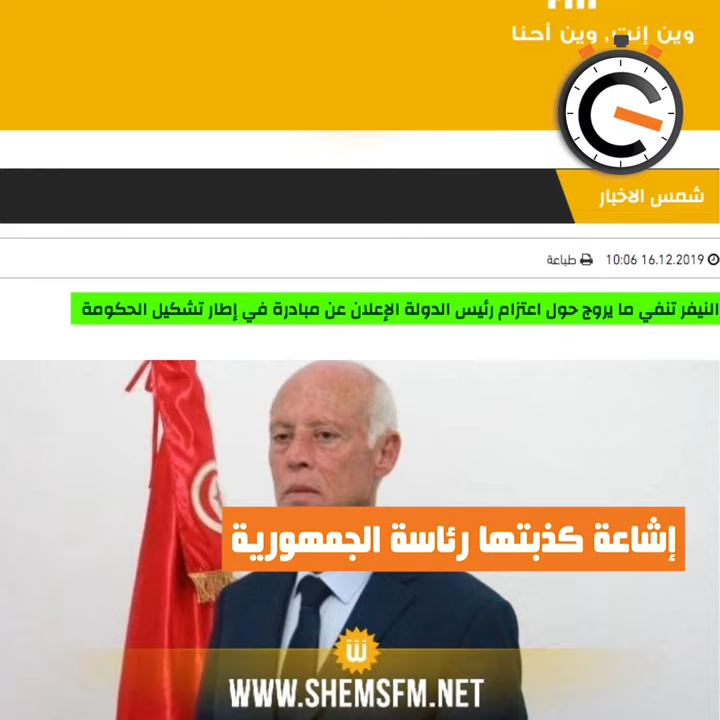 وين إنت, وين أحنا
شمس الاخبار
10:06 16.12.2019 طباعة
النيفر تنفي ما يروج حول اعتزام رئيس الدولة الإعلان عن مبادرة في إطار تشكيل الحكومة
إشاعة كذبتها رئاسة الجمهورية
WWW.SHEMSFM.NET